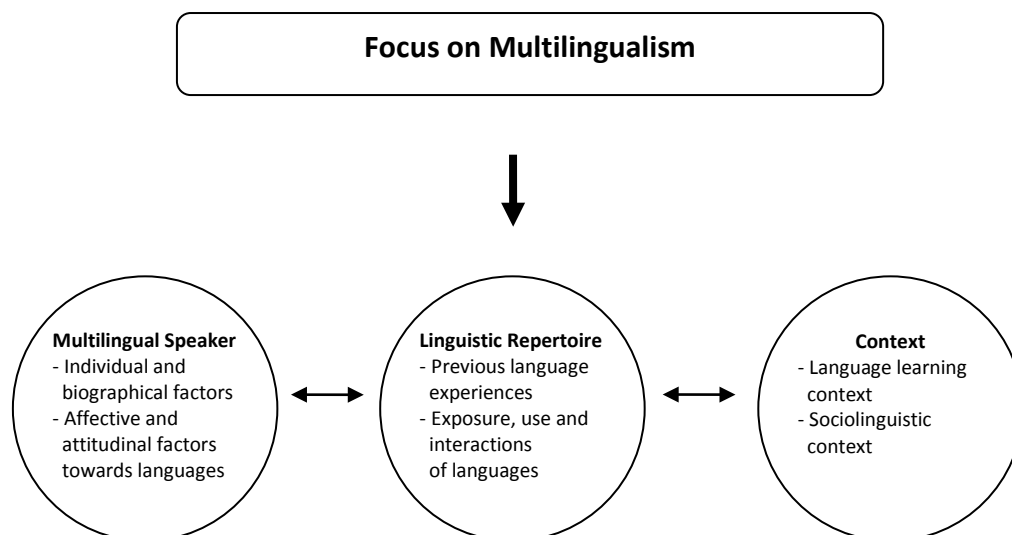 Focus on Multilingualism
Multilingual Speaker
- Individual and
biographical factors
- Affective and
attitudinal factors
towards languages
Linguistic Repertoire
- Previous language
experiences
- Exposure, use and
interactions
of languages
Context
- Language learning
context
- Sociolinguistic
context